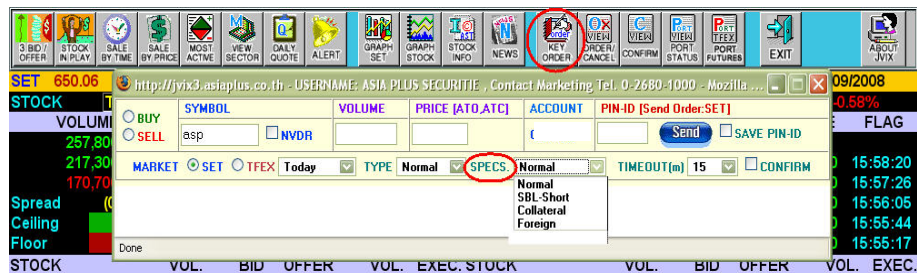 3 BID / OFFER
STOCK IN PLAY
SALE BY TIME
SALE BY PRICE
MOST ACTIVE
VIEW SECTOR
DAILY QUOTE
ALERT
GRAPH SET
GRAPH STOCK
STOCK INFO
NEWS
KEY ORDER
ORDER/ CANCEL
CONFIRM
PORT STATUS
PORT FUTURES
EXIT
ABOUT JVIX
SET 650.06 http://jvix3.asiaplus.co.th - USERNAME: ASIA PLUS SECURITIE , Contact Marketing Tel. 0-2680-1000 - Mozilla ... 09/2008
STOCK SYMBOL VOLUME PRICE [ATO,ATC] ACCOUNT PIN-ID [Send Order:SET] -0.58%
BUY
SELL asp NVDR Send SAVE PIN-ID FLAG
257,80
MARKET SET TFEX Today TYPE Normal SPECS. Normal TIMEOUT(m) 15 CONFIRM
217,30 15:58:20
Normal
170,70 15:57:26
SBL-Short
Spread Collateral 15:56:05
Foreign
Ceiling 15:55:44
Floor Done 15:55:17
STOCK VOL. BID OFFER VOL. EXEC. STOCK VOL. BID OFFER VOL. EXEC.